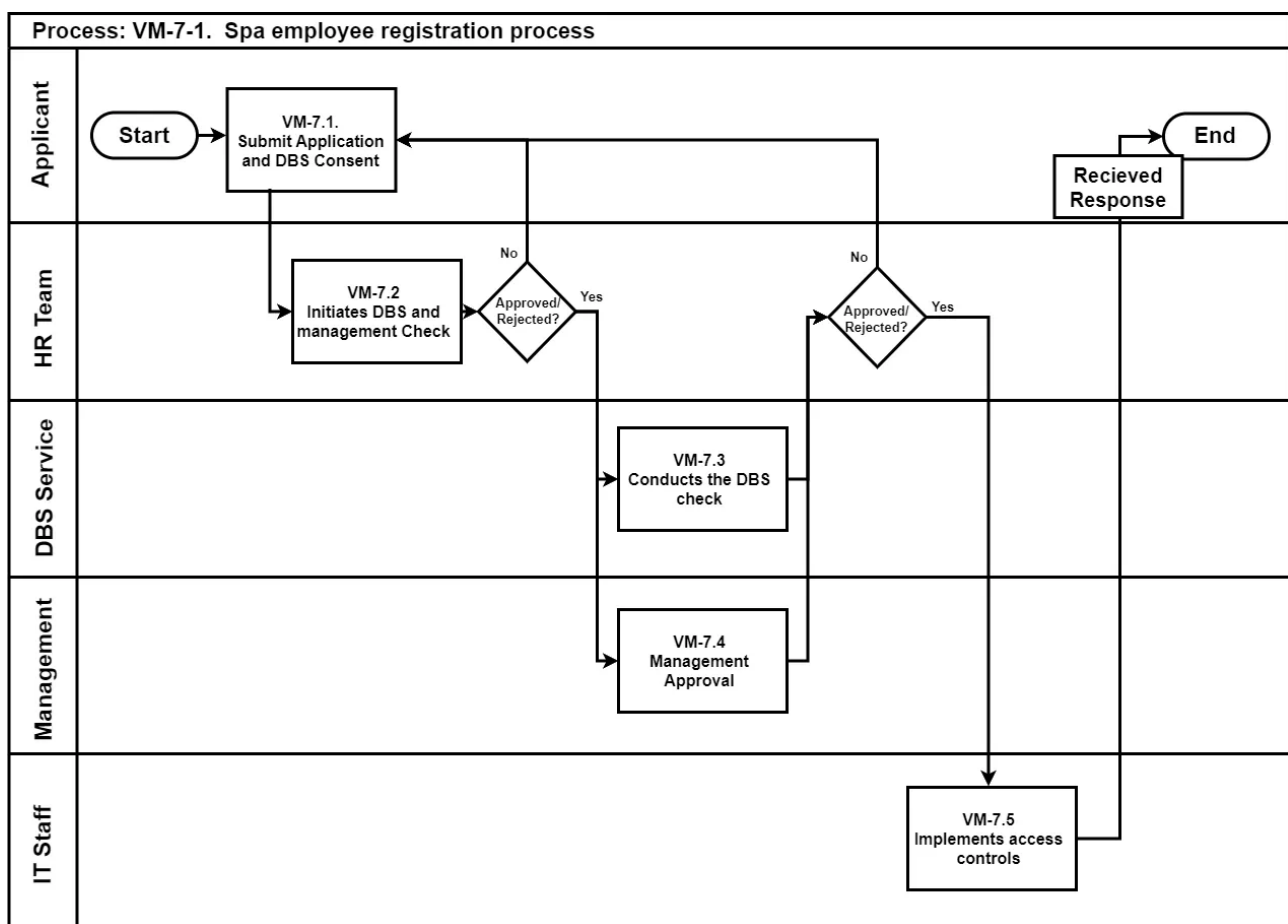 Process: VM-7-1.  Spa employee registration process
Applicant
Start
VM-7.1.
Submit Application
and DBS Consent
End
Recieved
Response
HR Team
VM-7.2
Initiates DBS and
management Check
No
Approved/
Rejected?
Yes
No
Approved/
Rejected?
Yes
DBS Service
VM-7.3
Conducts the DBS
check
Management
VM-7.4
Management
Approval
IT Staff
VM-7.5
Implements access
controls